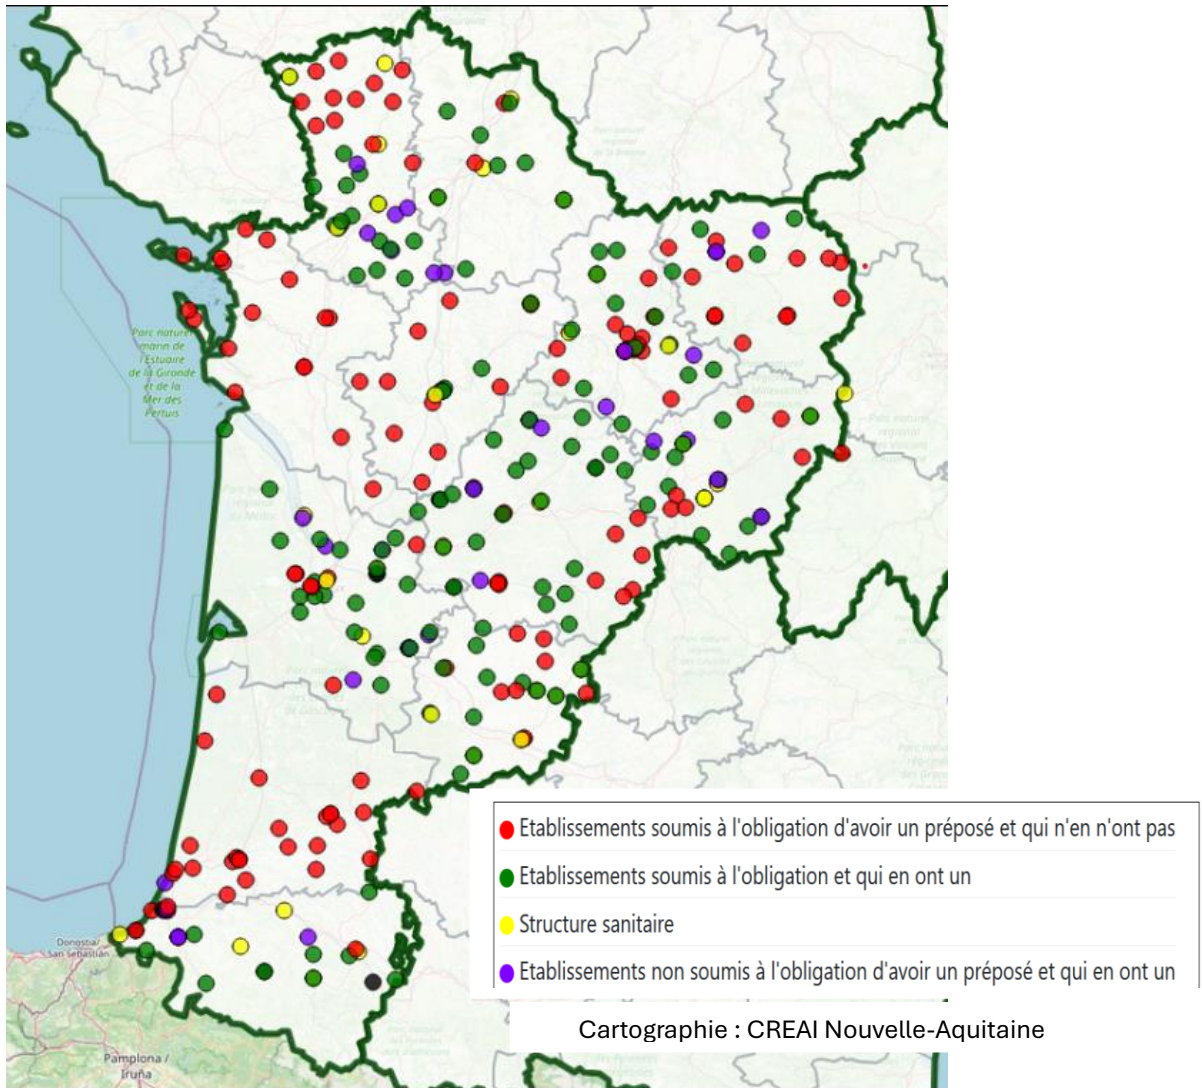 Parc naturel
marin de
l'Estuaire
de la Gironde
et de la
Mer des
Pertuis
Etablissements soumis à l'obligation d'avoir un préposé et qui n'en n'ont pas
Etablissements soumis à l'obligation et qui en ont un
Structure sanitaire
Etablissements non soumis à l'obligation d'avoir un préposé et qui en ont un
Donostia/
San Sebastián
Cartographie : CREAI Nouvelle-Aquitaine
Pamplona /
Iruña